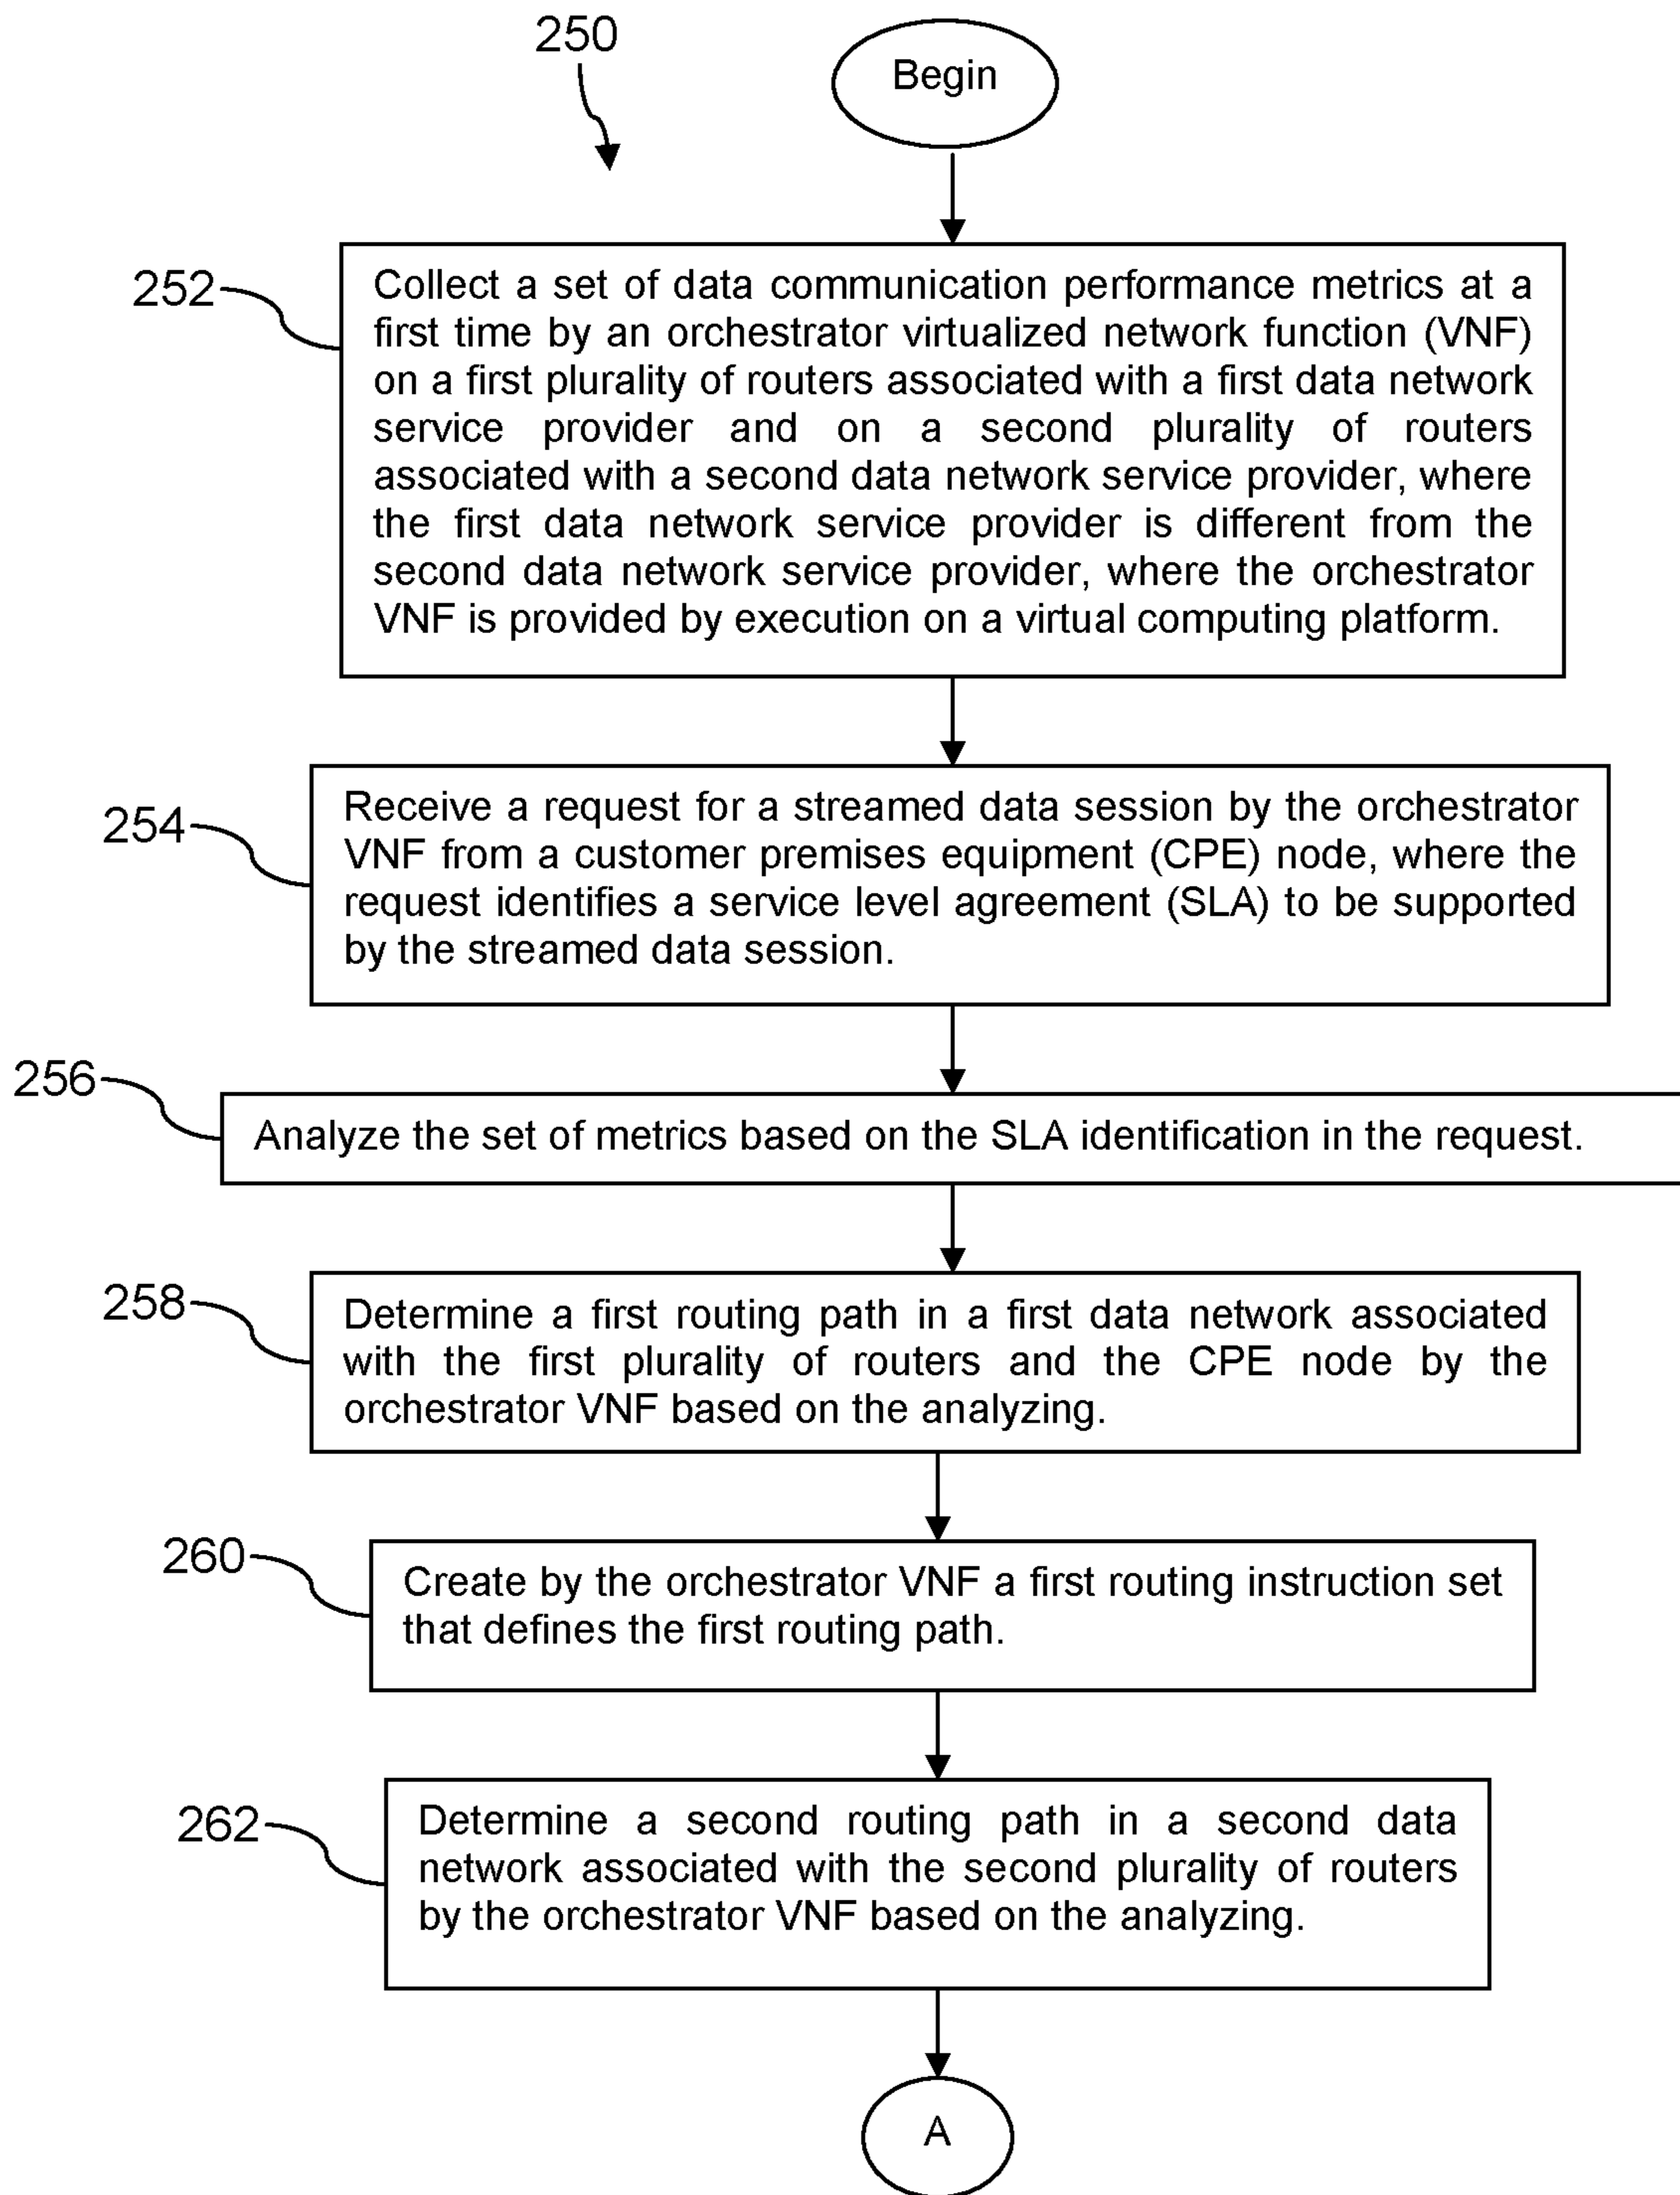 250
Begin
252
Collect a set of data communication performance metrics at a
first time by an orchestrator virtualized network function (VNF)
on a first plurality of routers associated with a first data network
service provider and on a second plurality of routers
associated with a second data network service provider, where
the first data network service provider is different from the
second data network service provider, where the orchestrator
VNF is provided by execution on a virtual computing platform.
254
Receive a request for a streamed data session by the orchestrator
VNF from a customer premises equipment (CPE) node, where the
request identifies a service level agreement (SLA) to be supported
by the streamed data session.
256
Analyze the set of metrics based on the SLA identification in the request.
258
Determine a first routing path in a first data network associated
with the first plurality of routers and the CPE node by the
orchestrator VNF based on the analyzing.
260
Create by the orchestrator VNF a first routing instruction set
that defines the first routing path.
262
Determine a second routing path in a second data
network associated with the second plurality of routers
by the orchestrator VNF based on the analyzing.
A